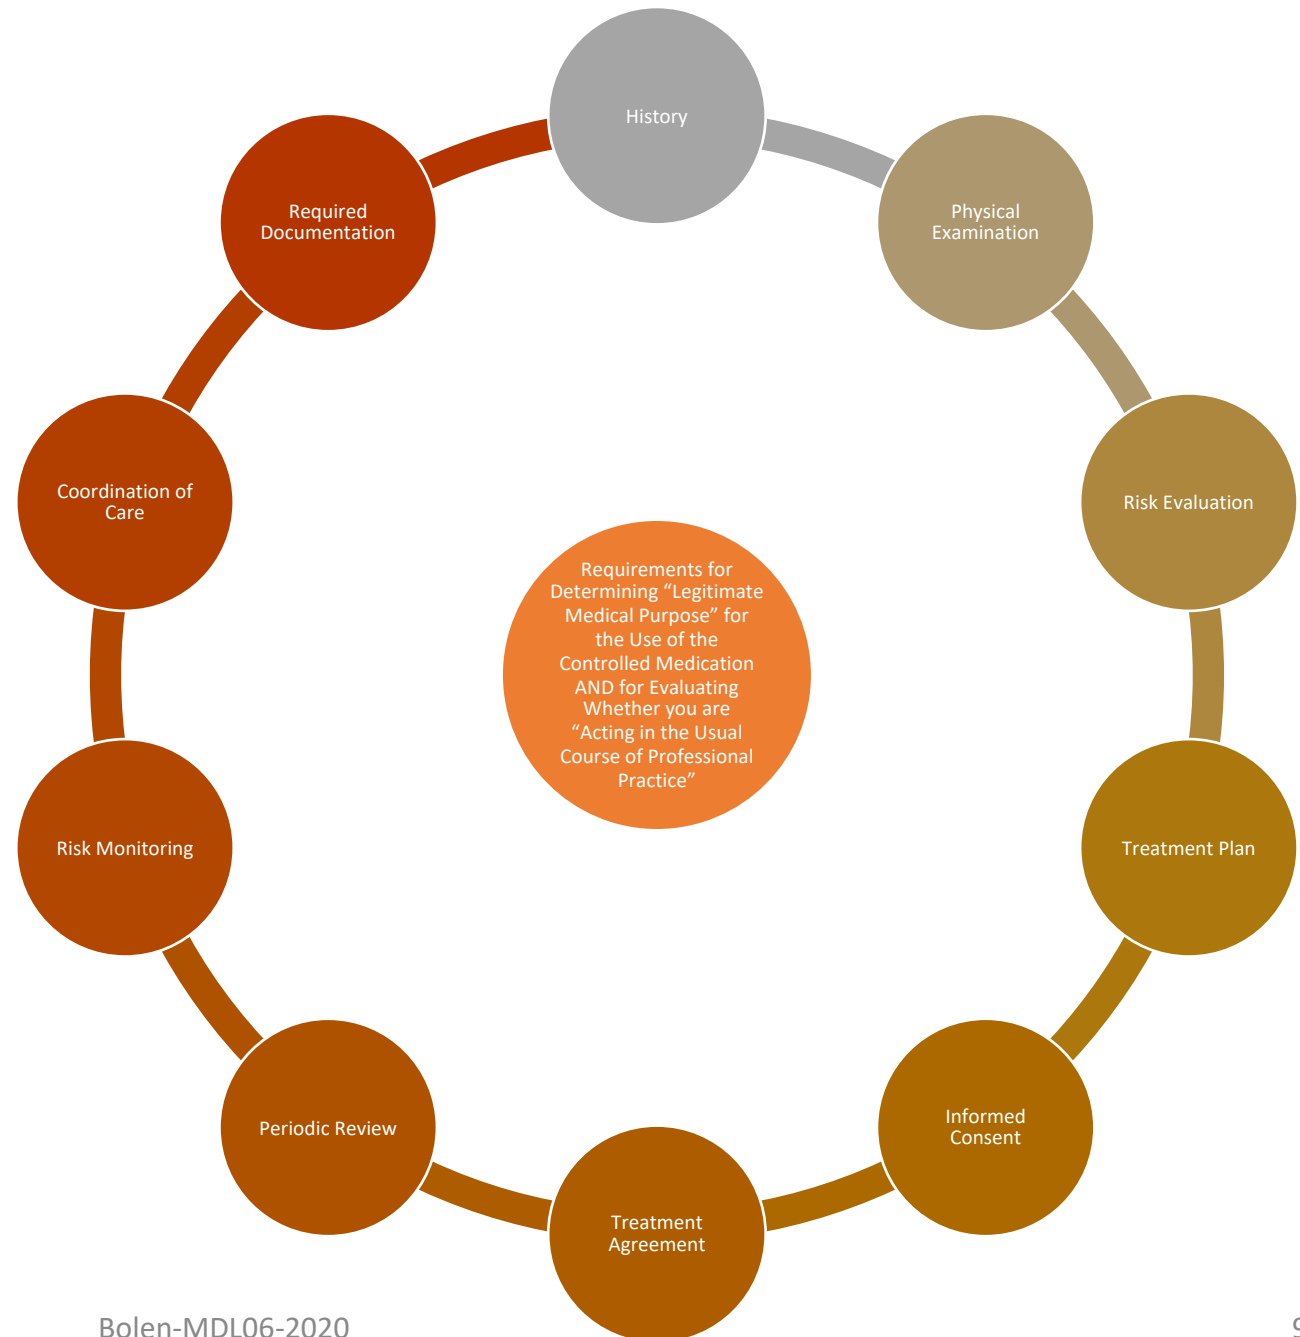 History
Physical
Examination
Risk Evaluation
Treatment Plan
Informed
Consent
Treatment
Agreement
Periodic Review
Risk Monitoring
Coordination of
Care
Required
Documentation
Requirements for
Determining “Legitimate
Medical Purpose” for
the Use of the
Controlled Medication
AND for Evaluating
Whether you are
“Acting in the Usual
Course of Professional
Practice”
Bolen-MDL06-2020